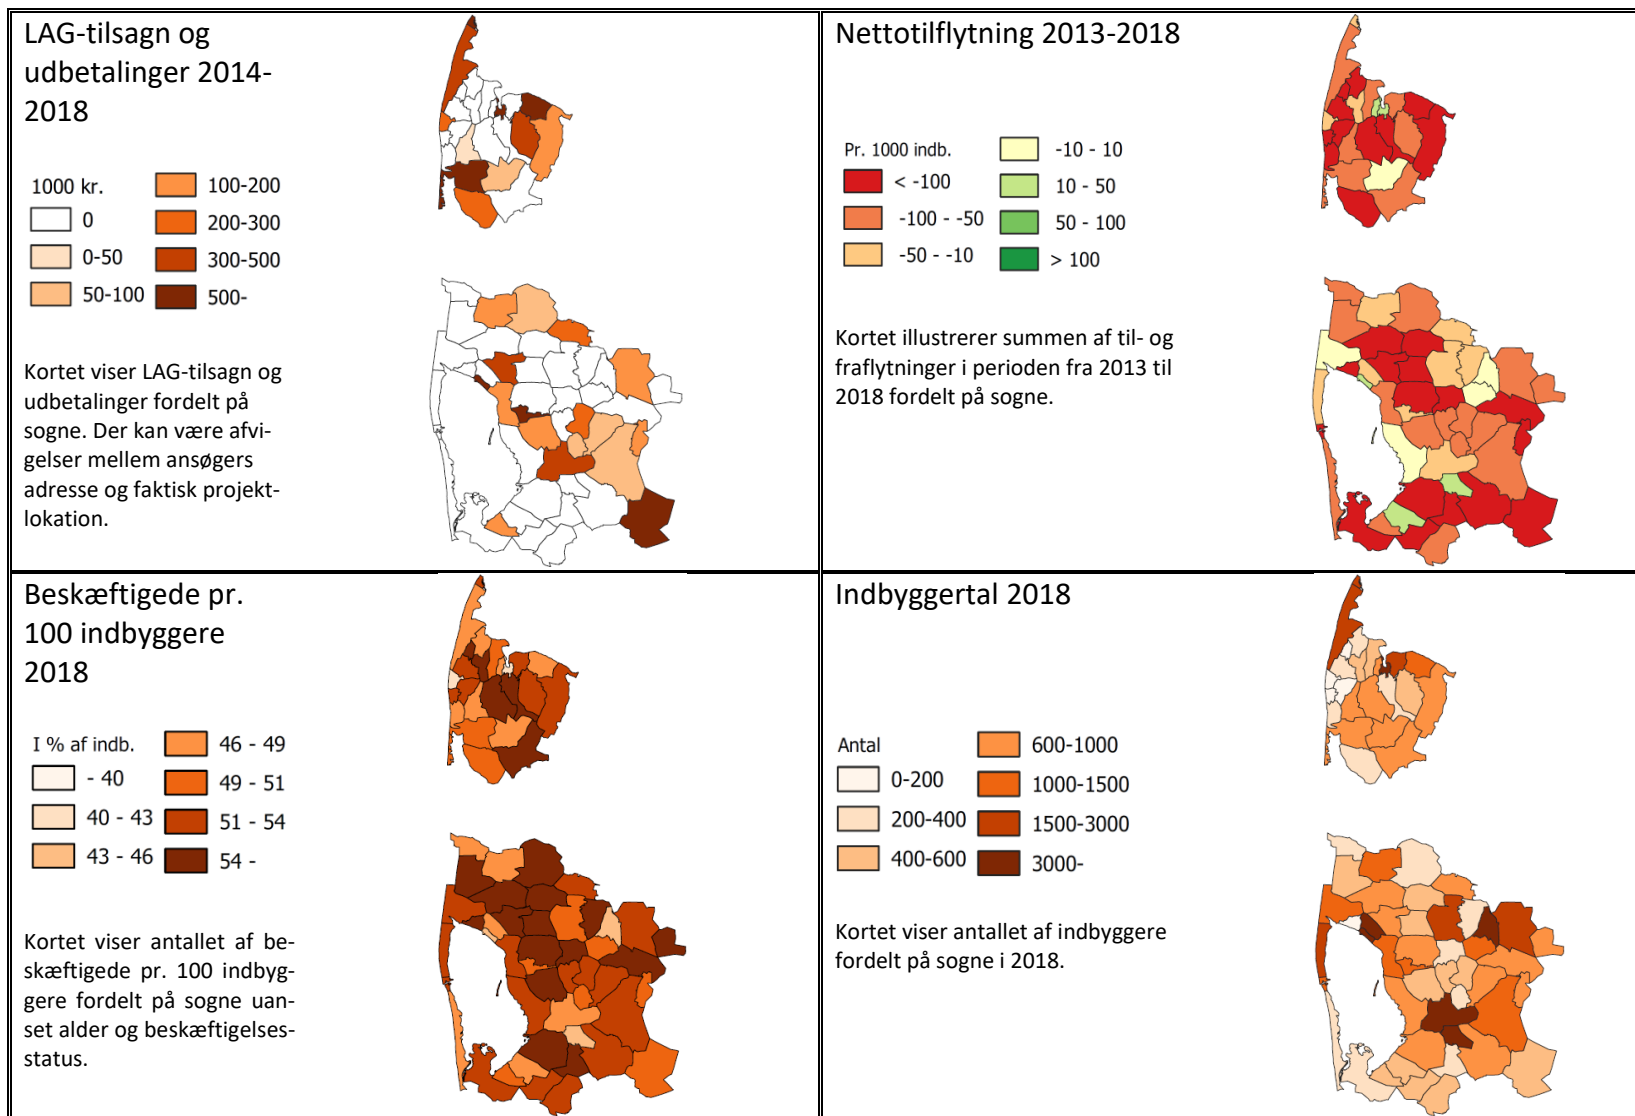 LAG-tilsagn og
udbetalinger 2014-
2018
1000 kr.
0
0-50
50-100
100-200
200-300
300-500
500-
Kortet viser LAG-tilsagn og
udbetalinger fordelt på
sogne. Der kan være afvi-
gelser mellem ansøgers
adresse og faktisk projekt-
lokation.
Nettotilflytning 2013-2018
Pr. 1000 indb.
< -100
-100 - -50
-50 - -10
-10 - 10
10 - 50
50 - 100
> 100
Kortet illustrerer summen af til- og
fraflytninger i perioden fra 2013 til
2018 fordelt på sogne.
Beskæftigede pr.
100 indbyggere
2018
I % af indb.
- 40
40 - 43
43 - 46
46 - 49
49 - 51
51 - 54
54 -
Kortet viser antallet af be-
skæftigede pr. 100 indbyg-
gere fordelt på sogne uan-
set alder og beskæftigelses-
status.
Indbyggertal 2018
Antal
0-200
200-400
400-600
600-1000
1000-1500
1500-3000
3000-
Kortet viser antallet af indbyggere
fordelt på sogne i 2018.